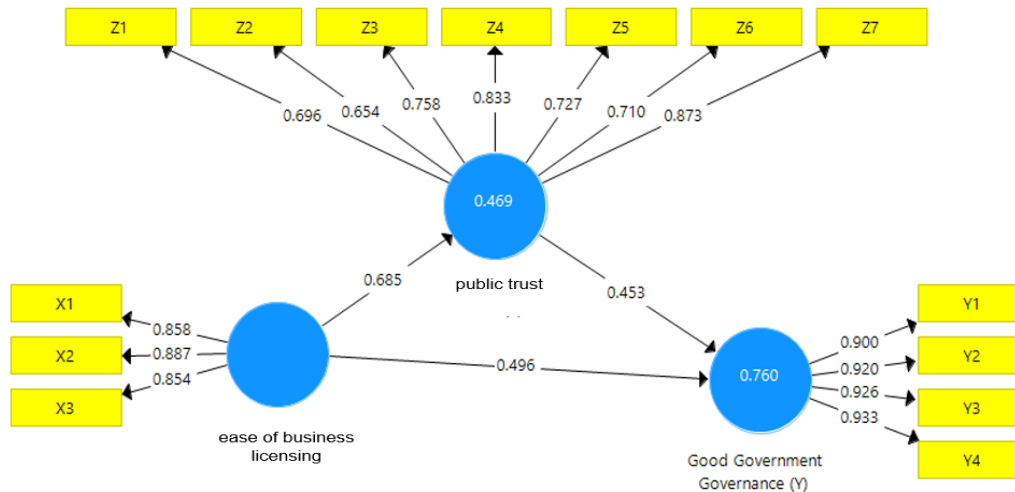 Z1
Z2
Z3
Z4
Z5
Z6
Z7
0.696
0.654
0.758
0.833
0.727
0.710
0.873
0.469
public trust
0.685
0.453
X1
X2
X3
0.858
0.887
0.854
ease of business
licensing
0.496
0.760
Good Government
Governance (Y)
0.900
0.920
0.926
0.933
Y1
Y2
Y3
Y4